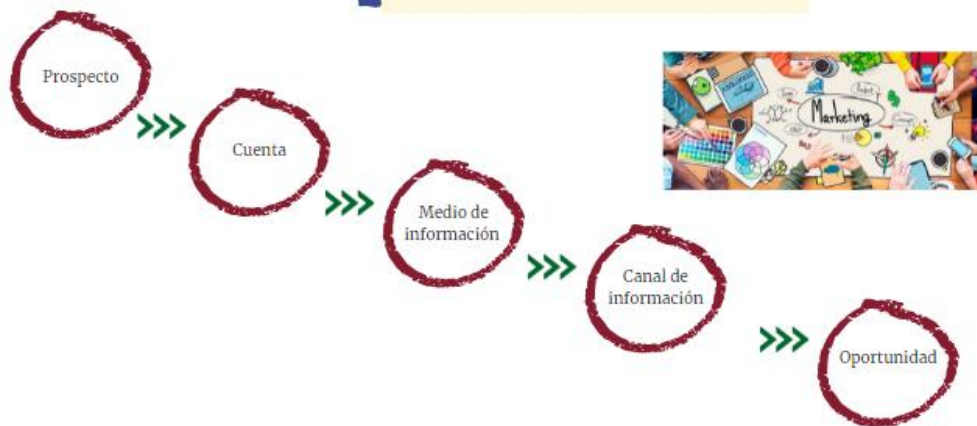 Prospecto
Cuenta
Medio de
información
Canal de
información
Oportunidad
Marketing